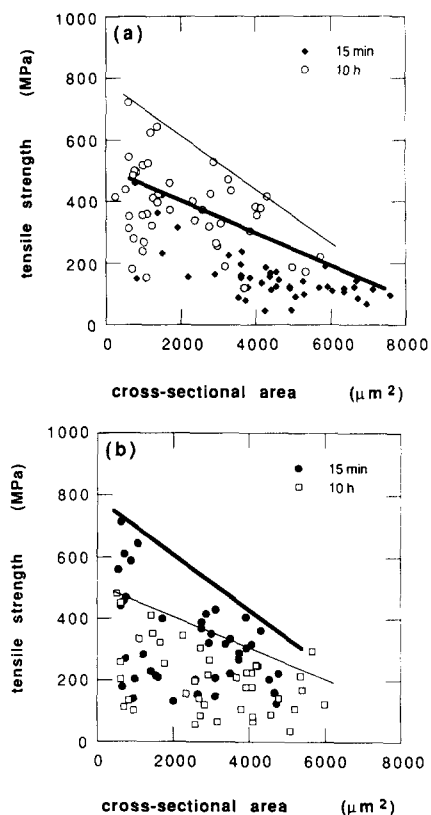 (a)
15 min
10 h
tensile strength (MPa)
1000
800
600
400
200
0
0 2000 4000 6000 8000
cross-sectional area (μm²)
(b)
15 min
10 h
tensile strength (MPa)
1000
800
600
400
200
0
0 2000 4000 6000 8000
cross-sectional area (μm²)